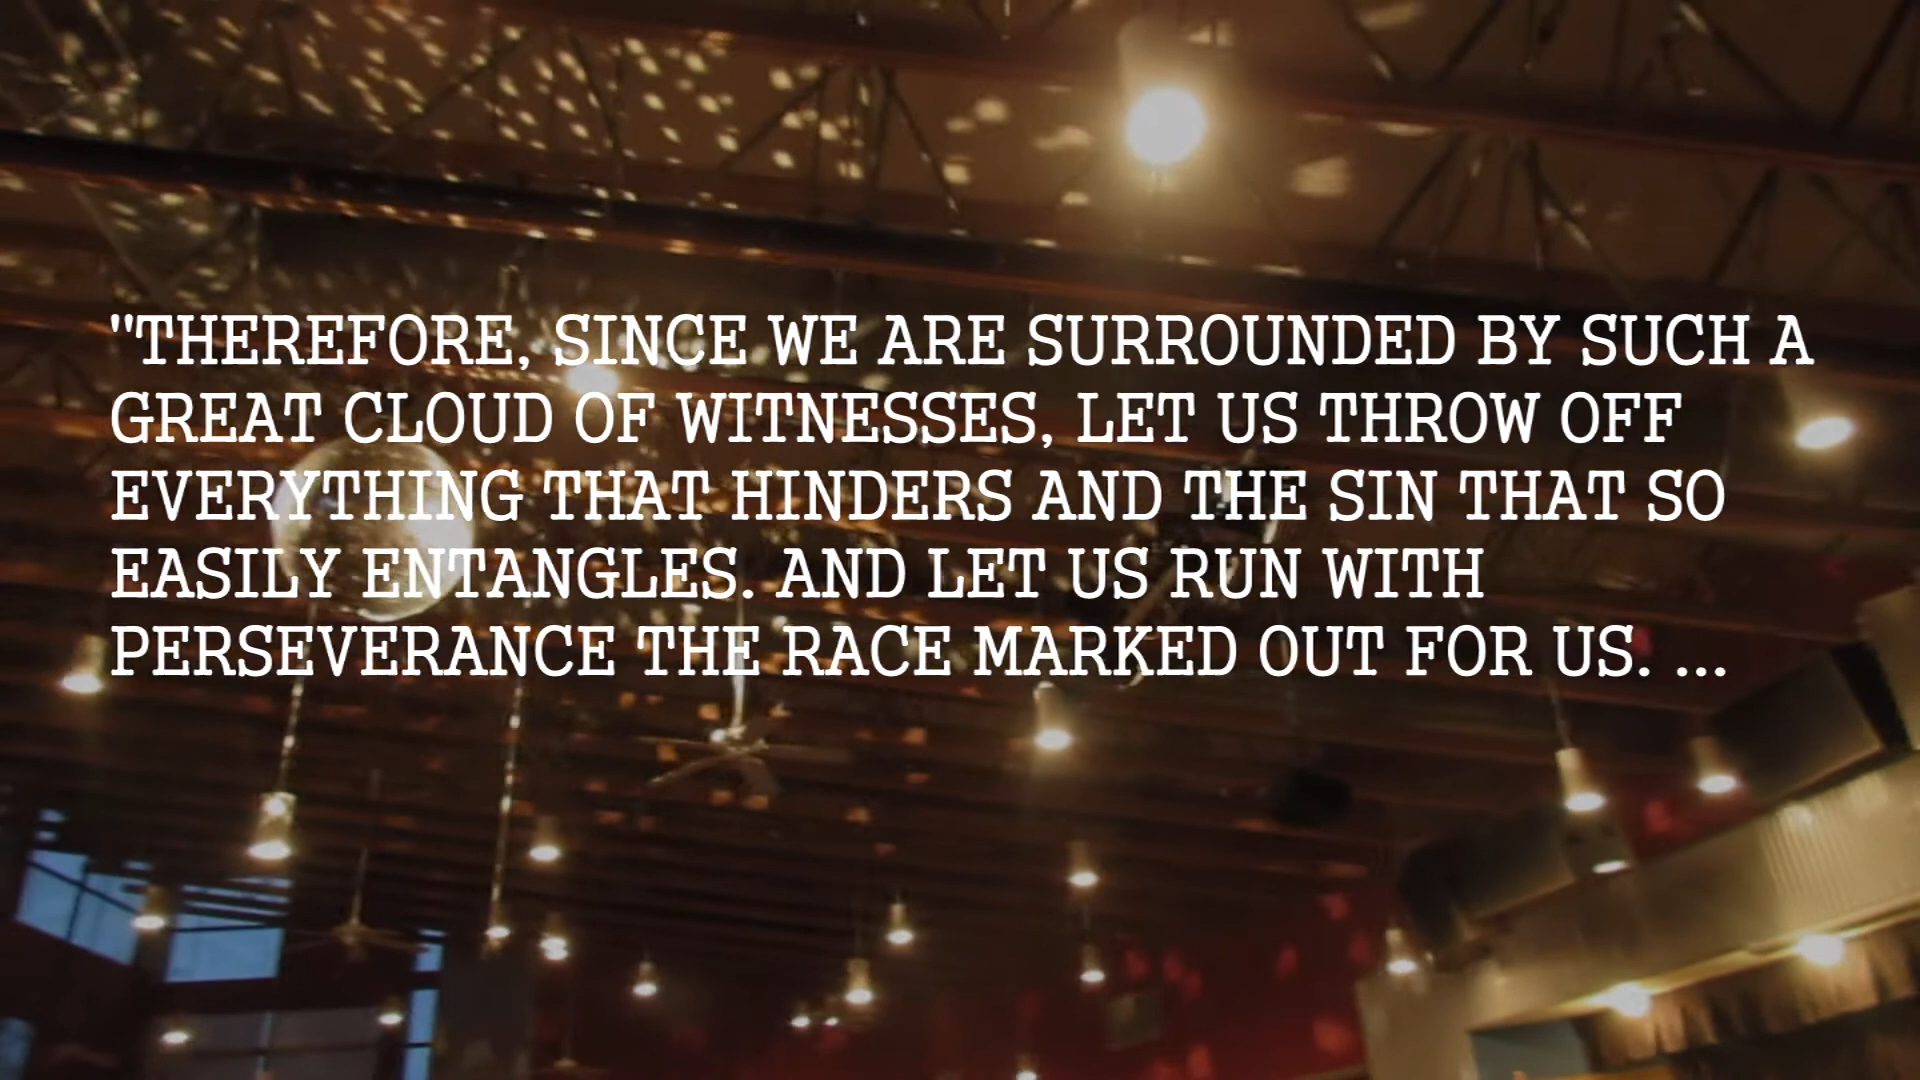 "THEREFORE, SINCE WE ARE SURROUNDED BY SUCH A
GREAT CLOUD OF WITNESSES, LET US THROW OFF
EVERYTHING THAT HINDERS AND THE SIN THAT SO
EASILY ENTANGLES. AND LET US RUN WITH
PERSEVERANCE THE RACE MARKED OUT FOR US. ...